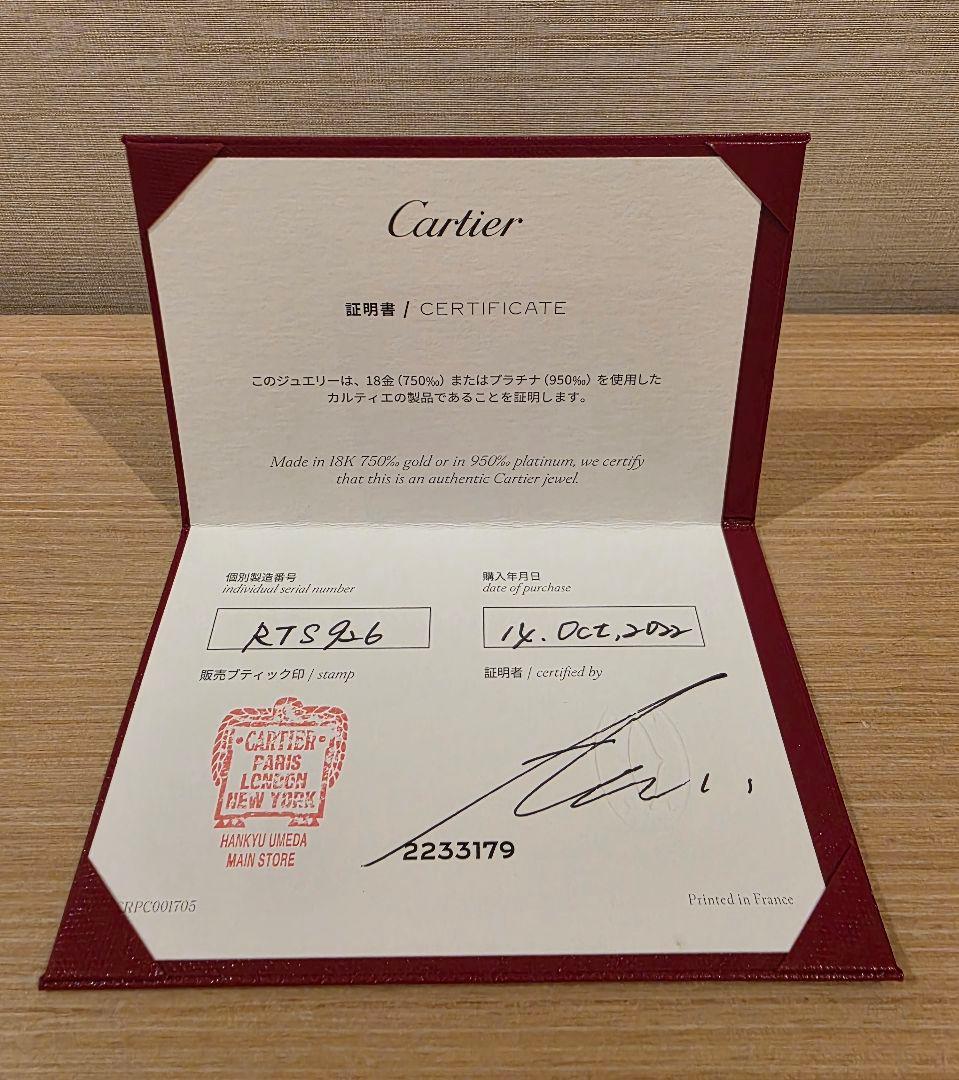 Cartier
証明書 / CERTIFICATE
このジュエリーは、18金(750‰)またはプラチナ(950‰)を使用した
カルティエの製品であることを証明します。
Made in 18K 750‰ gold or in 950‰ platinum, we certify
that this is an authentic Cartier jewel.
個別製造番号
individual serial number
RTS926
購入年月日
date of purchase
14. Oct, 2022
販売ブティック印 / stamp
CARTIER
PARIS
LONDON
NEW YORK
HANKYU UMEDA
MAIN STORE
証明者 / certified by
2233179
RPC001705
Printed in France